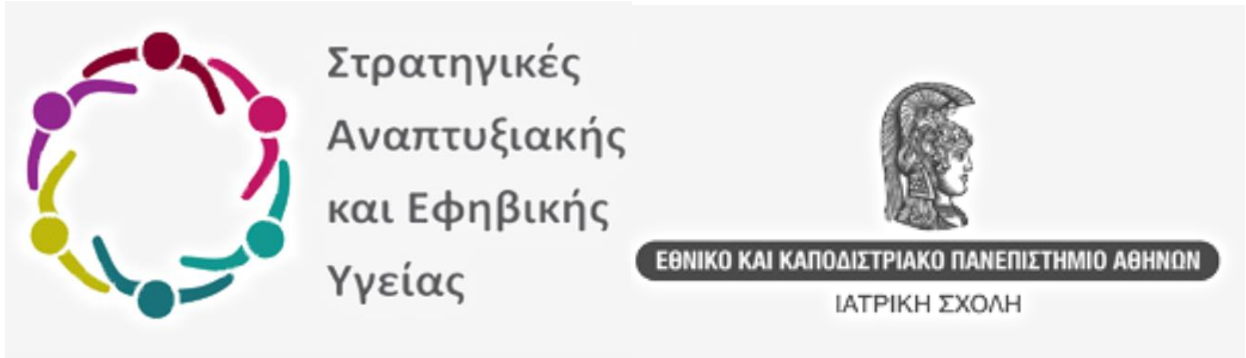 Στρατηγικές
Αναπτυξιακής
και Εφηβικής
Υγείας
ΕΘΝΙΚΟ ΚΑΙ ΚΑΠΟΔΙΣΤΡΙΑΚΟ ΠΑΝΕΠΙΣΤΗΜΙΟ ΑΘΗΝΩΝ
ΙΑΤΡΙΚΗ ΣΧΟΛΗ